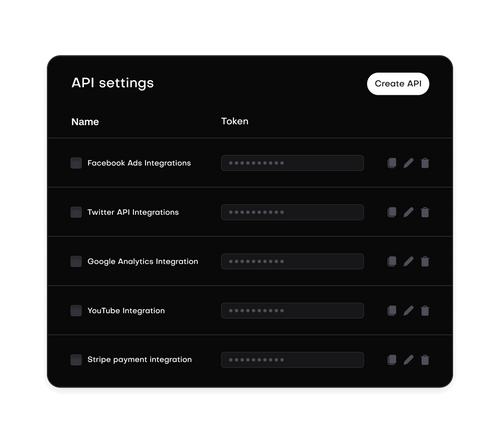 API settings
Create API
Name Token
Facebook Ads Integrations
Twitter API Integrations
Google Analytics Integration
YouTube Integration
Stripe payment integration